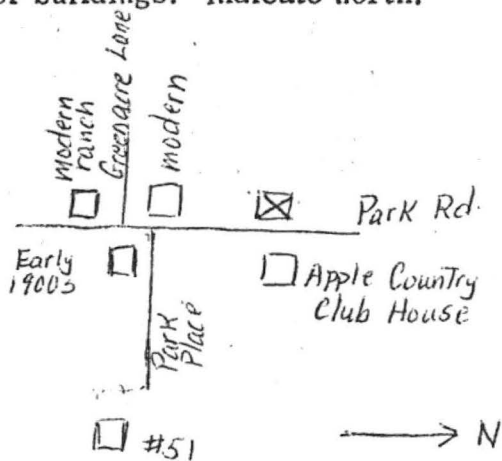 of buildings. Indicate north.
modern
ranch
Greenacre Lane
modern
Park Rd.
Early
1900s
Apple Country
Club House
Park
Place
#51
N